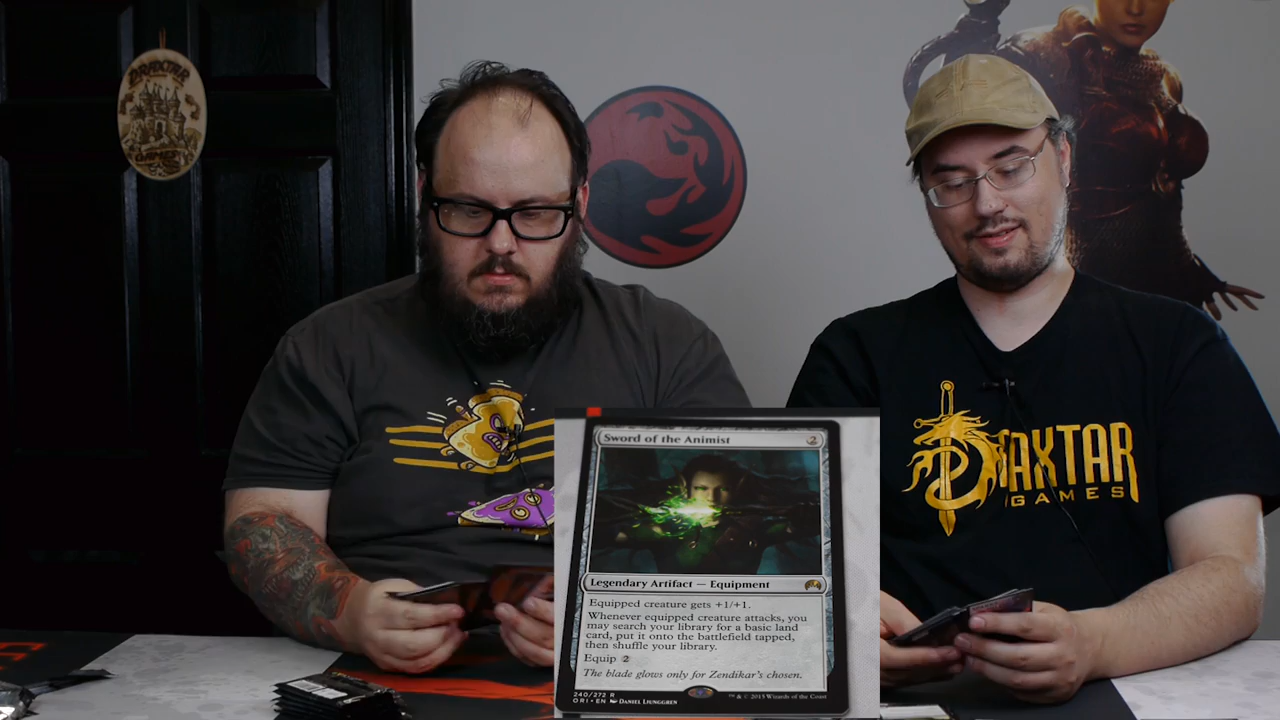 DRAXTAR
GAMES
Sword of the Animist 2
Legendary Artifact — Equipment
Equipped creature gets +1/+1.
Whenever equipped creature attacks, you
may search your library for a basic land
card, put it onto the battlefield tapped,
then shuffle your library.
Equip 2
The blade glows only for Zendikar's chosen.
240/272 R
ORI • EN Daniel Ljunggren
™ & © 2015 Wizards of the Coast
DRAXTAR
GAMES